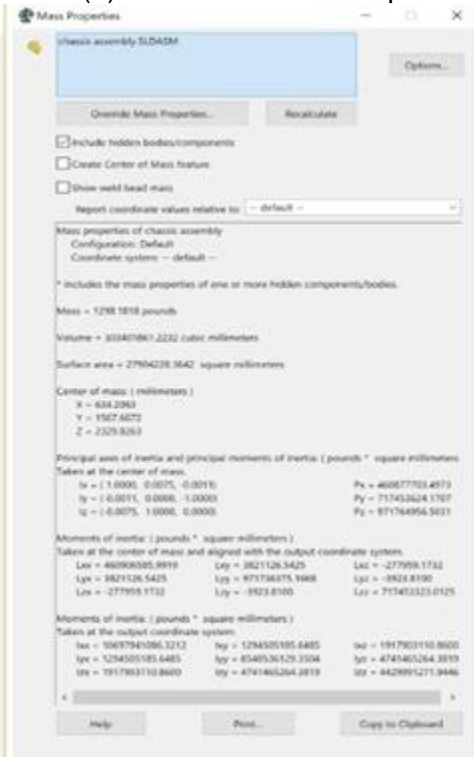 Mass Properties
chassis assembly.SLDASM
Options...
Override Mass Properties...
Recalculate
Include hidden bodies/components
Create Center of Mass feature
Show weld bead mass
Report coordinate values relative to: -- default --
Mass properties of chassis assembly
Configuration: Default
Coordinate system: -- default --
* Includes the mass properties of one or more hidden components/bodies.
Mass = 1298.1818 pounds
Volume = 303401861.2232 cubic millimeters
Surface area = 27904228.3642 square millimeters
Center of mass: ( millimeters )
X = 634.2063
Y = 1567.6072
Z = 2329.8263
Principal axes of inertia and principal moments of inertia: ( pounds * square millimeters
Taken at the center of mass.
Ix = ( 1.0000, 0.0075, -0.0011) Px = 460877703.4973
Iy = (-0.0011, 0.0000, -1.0000) Py = 717453624.1707
Iz = (-0.0075, 1.0000, 0.0000) Pz = 971764956.5031
Moments of inertia: ( pounds * square millimeters )
Taken at the center of mass and aligned with the output coordinate system.
Lxx = 460906585.9919 Lxy = 3821126.5425 Lxz = -277959.1732
Lyx = 3821126.5425 Lyy = 971736375.1668 Lyz = -3923.8100
Lzx = -277959.1732 Lzy = -3923.8100 Lzz = 717453323.0125
Moments of inertia: ( pounds * square millimeters )
Taken at the output coordinate system.
Ixx = 10697941086.3212 Ixy = 1294505185.6485 Ixz = 1917903110.8600
Iyx = 1294505185.6485 Iyy = 8540536129.3504 Iyz = 4741465264.3819
Izx = 1917903110.8600 Izy = 4741465264.3819 Izz = 4429991271.9446
Help
Print...
Copy to Clipboard